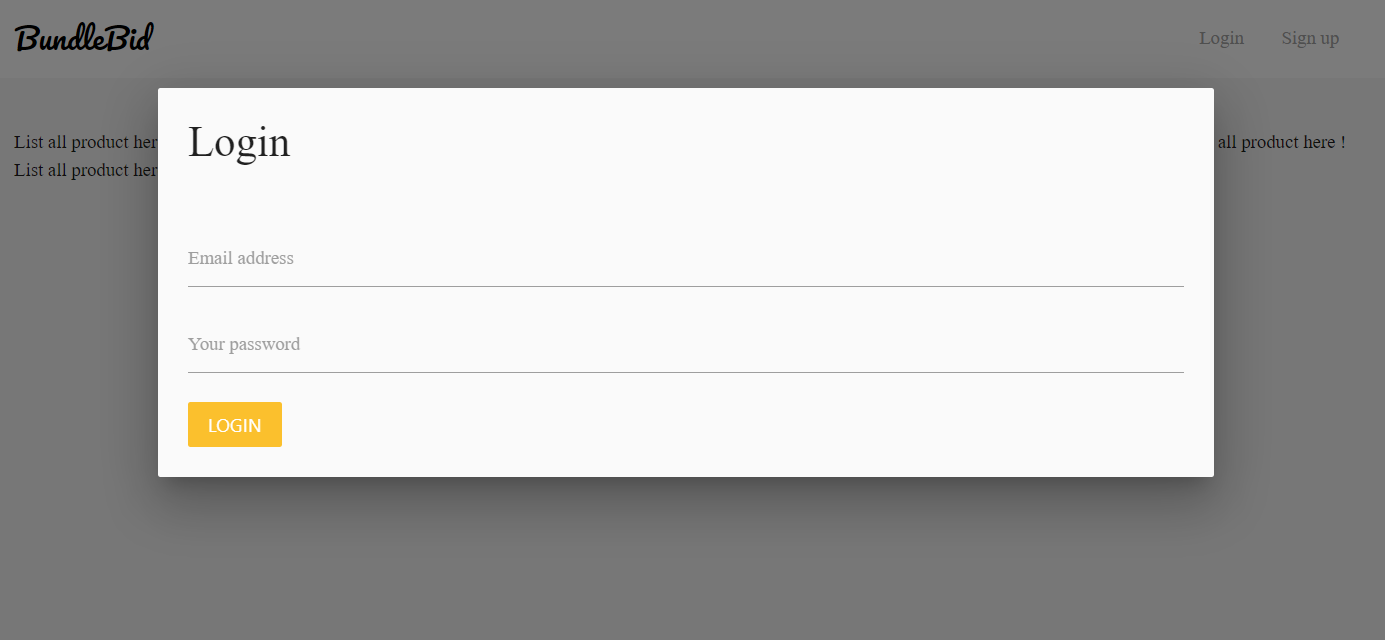 BundleBid
Login
Sign up
List all product her
all product here !
List all product her
Login
Email address
Your password
LOGIN